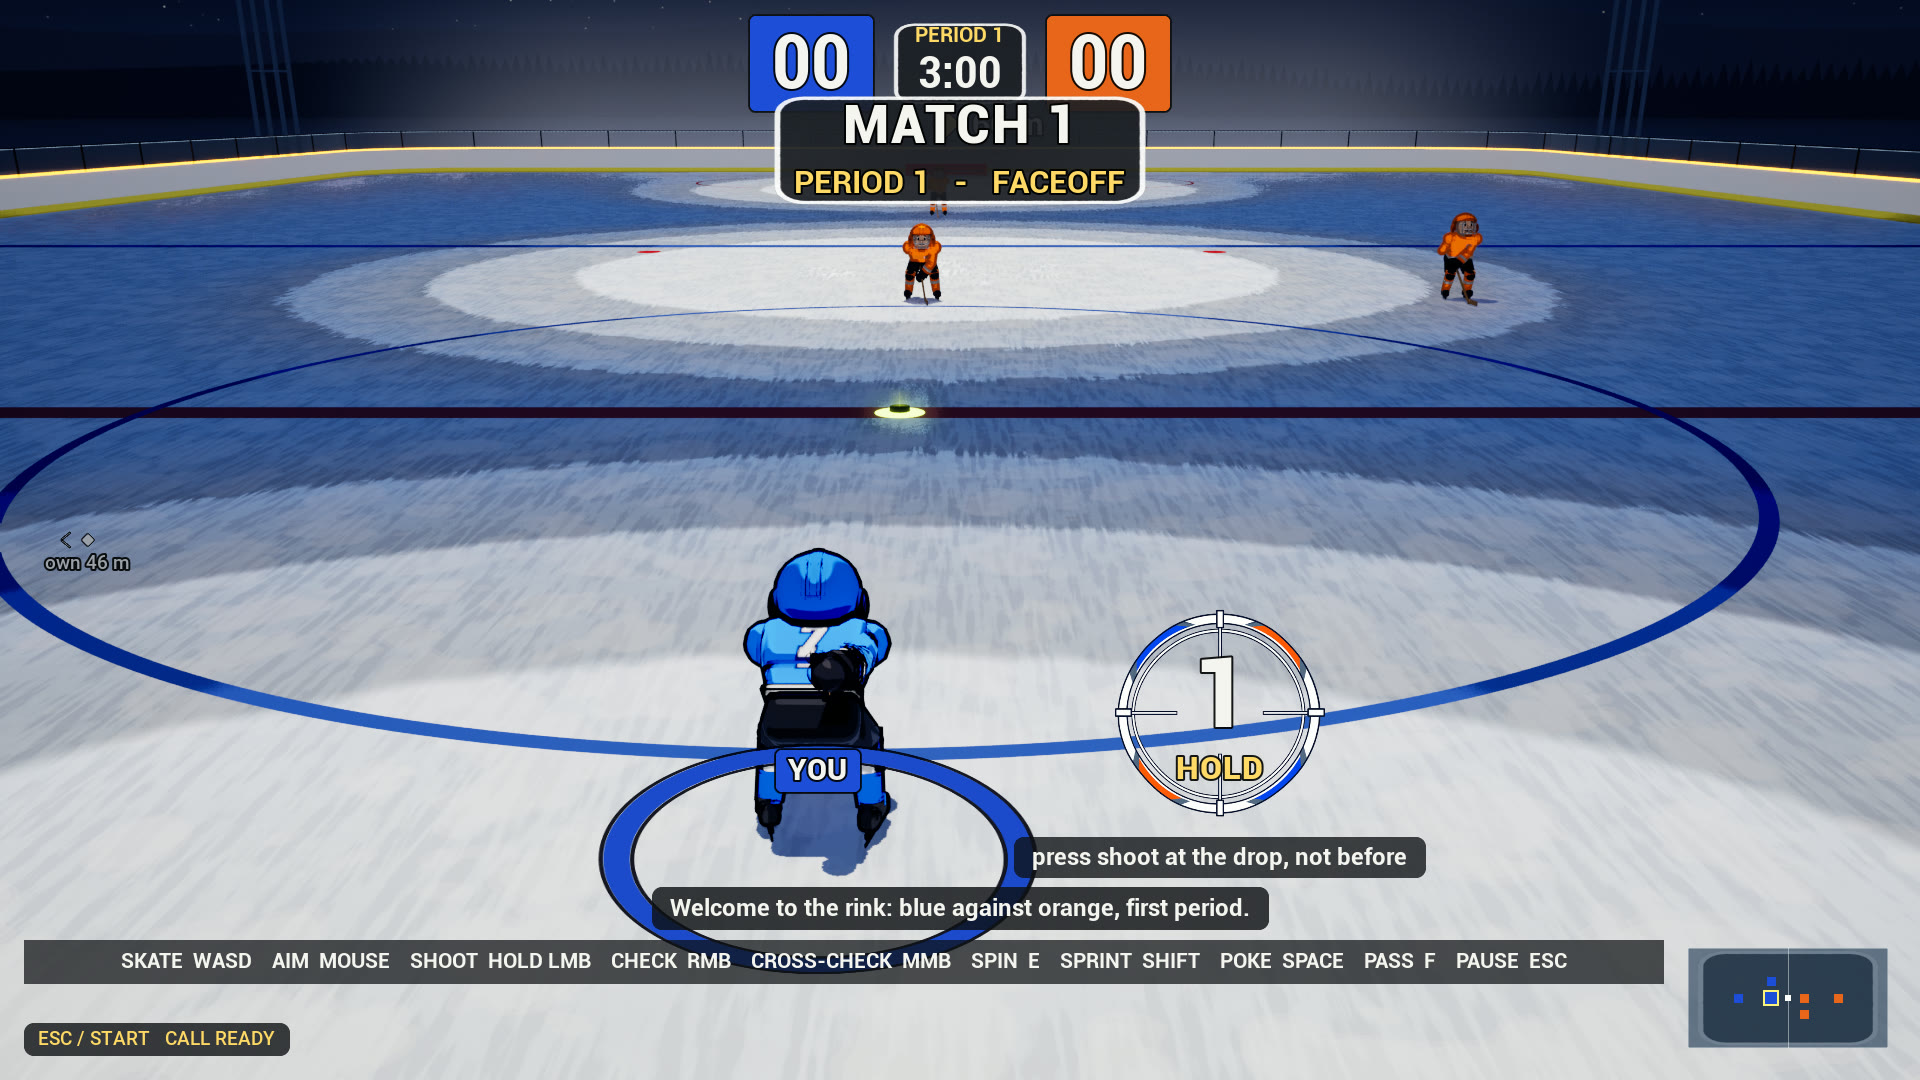 00
PERIOD 1
3:00
00
MATCH 1
PERIOD 1 - FACEOFF
own 46 m
7
1
HOLD
YOU
press shoot at the drop, not before
Welcome to the rink: blue against orange, first period.
SKATE WASD AIM MOUSE SHOOT HOLD LMB CHECK RMB CROSS-CHECK MMB SPIN E SPRINT SHIFT POKE SPACE PASS F PAUSE ESC
ESC / START CALL READY